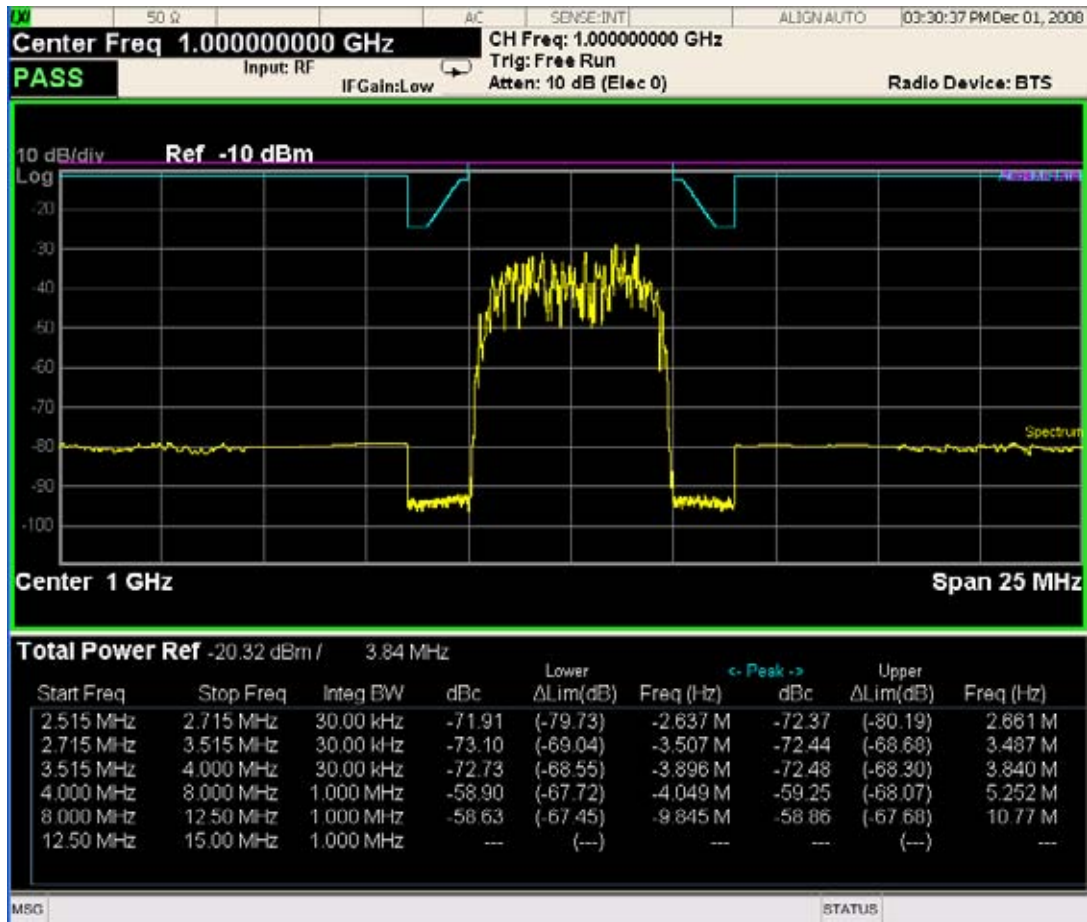 LXI 50 Ω AC SENSE:INT ALIGN AUTO 03:30:37 PM Dec 01, 2008
Center Freq 1.000000000 GHz CH Freq: 1.000000000 GHz
Input: RF Trig: Free Run
PASS IFGain:Low Atten: 10 dB (Elec 0) Radio Device: BTS
10 dB/div Ref -10 dBm
Log
-20
-30
-40
-50
-60
-70
-80
Spectrum
-90
-100
Center 1 GHz Span 25 MHz
Total Power Ref -20.32 dBm / 3.84 MHz
Lower <- Peak -> Upper
Start Freq Stop Freq Integ BW dBc ΔLim(dB) Freq (Hz) dBc ΔLim(dB) Freq (Hz)
2.515 MHz 2.715 MHz 30.00 kHz -71.91 (-79.73) -2.637 M -72.37 (-80.19) 2.661 M
2.715 MHz 3.515 MHz 30.00 kHz -73.10 (-69.04) -3.507 M -72.44 (-68.68) 3.487 M
3.515 MHz 4.000 MHz 30.00 kHz -72.73 (-68.55) -3.896 M -72.48 (-68.30) 3.840 M
4.000 MHz 8.000 MHz 1.000 MHz -58.90 (-67.72) -4.049 M -59.25 (-68.07) 5.252 M
8.000 MHz 12.50 MHz 1.000 MHz -58.63 (-67.45) -9.845 M -58.86 (-67.68) 10.77 M
12.50 MHz 15.00 MHz 1.000 MHz --- (---) --- --- (---) ---
MSG STATUS